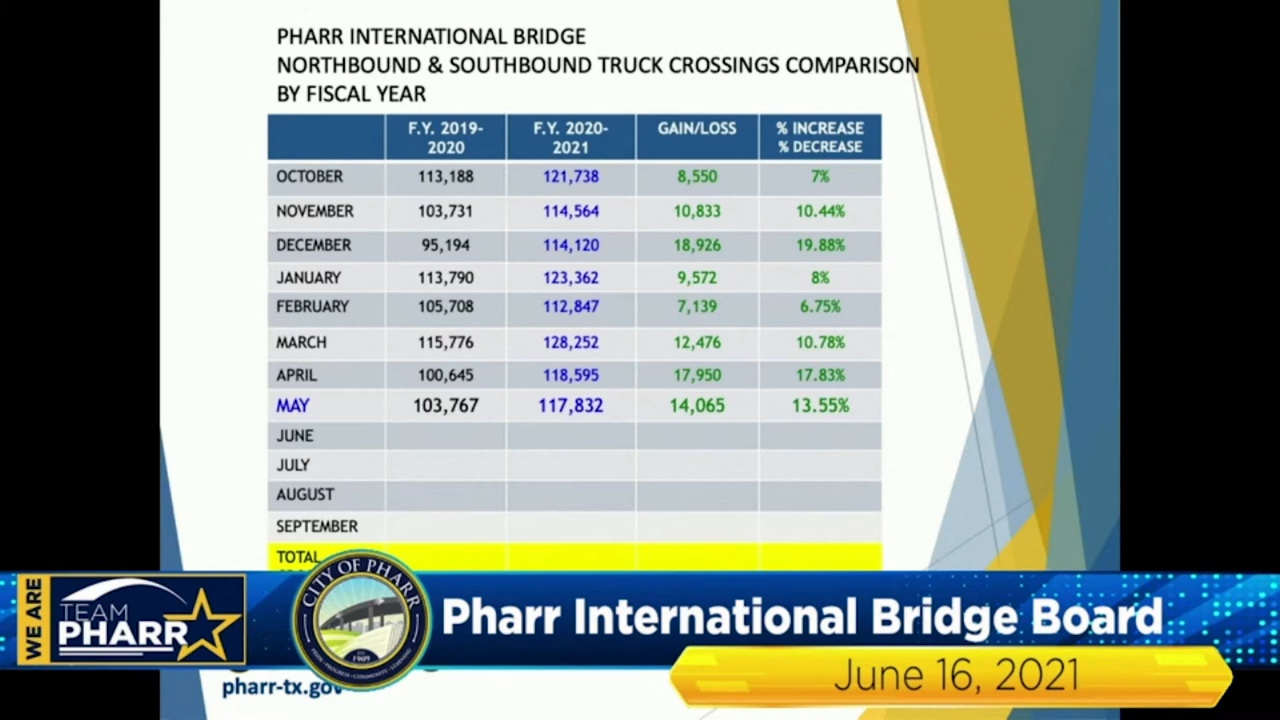 PHARR INTERNATIONAL BRIDGE
NORTHBOUND & SOUTHBOUND TRUCK CROSSINGS COMPARISON
BY FISCAL YEAR
F.Y. 2019-2020 F.Y. 2020-2021 GAIN/LOSS % INCREASE % DECREASE
OCTOBER 113,188 121,738 8,550 7%
NOVEMBER 103,731 114,564 10,833 10.44%
DECEMBER 95,194 114,120 18,926 19.88%
JANUARY 113,790 123,362 9,572 8%
FEBRUARY 105,708 112,847 7,139 6.75%
MARCH 115,776 128,252 12,476 10.78%
APRIL 100,645 118,595 17,950 17.83%
MAY 103,767 117,832 14,065 13.55%
JUNE
JULY
AUGUST
SEPTEMBER
TOTAL
WE ARE
TEAM
PHARR
CITY OF PHARR
1909
Pharr International Bridge Board
June 16, 2021
pharr-tx.gov